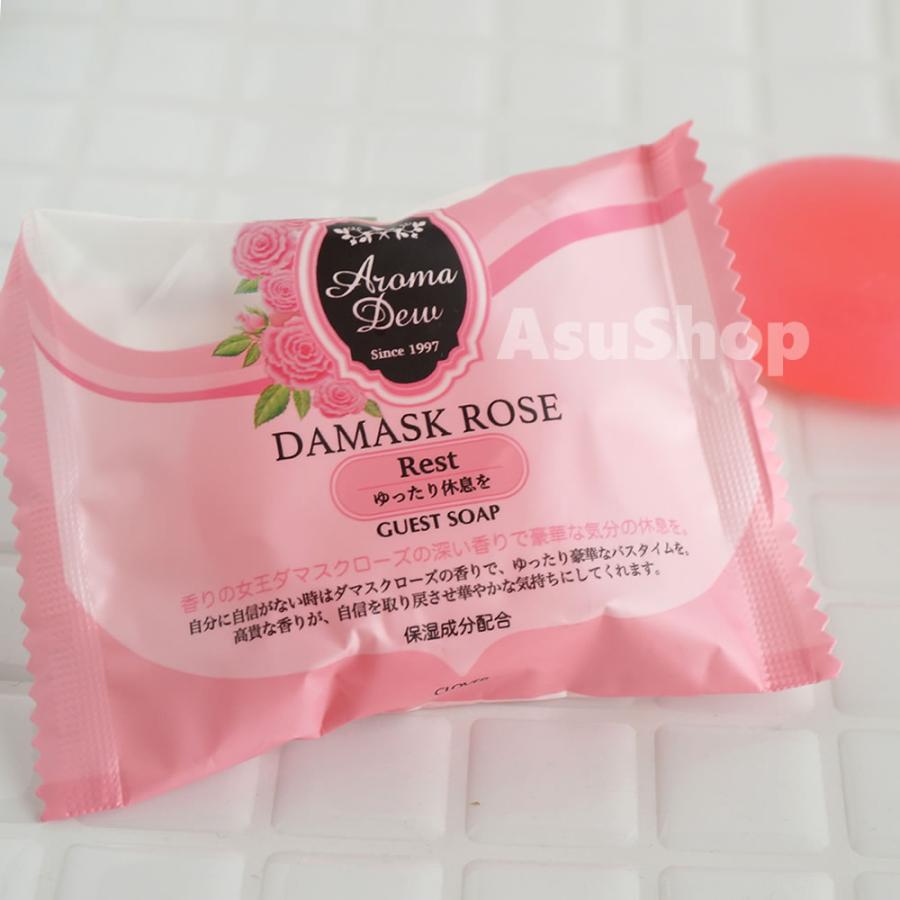 Aroma
Dew
Since 1997
AsuShop
DAMASK ROSE
Rest
ゆったり休息を
GUEST SOAP
香りの女王ダマスクローズの深い香りで豪華な気分の休息を。
自分に自信がない時はダマスクローズの香りで、ゆったり豪華なバスタイムを。
高貴な香りが、自信を取り戻させ華やかな気持ちにしてくれます。
保湿成分配合